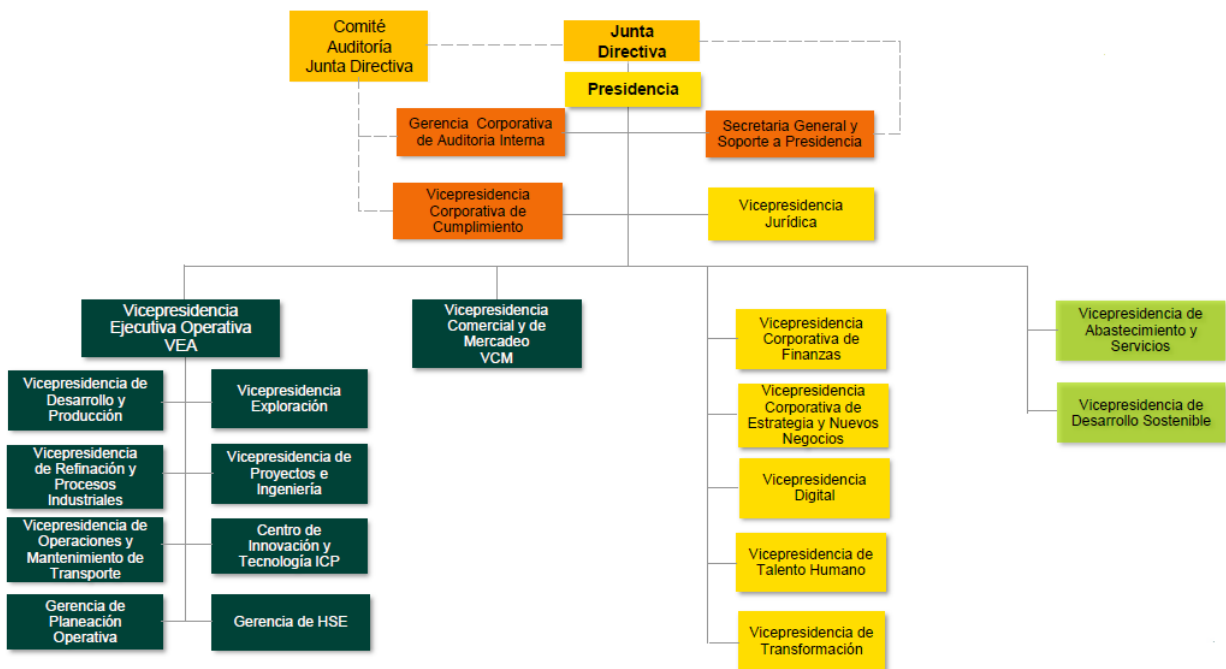 Comité
Auditoría
Junta Directiva
Junta
Directiva
Presidencia
Gerencia Corporativa
de Auditoria Interna
Secretaria General y
Soporte a Presidencia
Vicepresidencia
Corporativa de
Cumplimiento
Vicepresidencia
Jurídica
Vicepresidencia
Ejecutiva Operativa
VEA
Vicepresidencia de
Desarrollo y
Producción
Vicepresidencia
Exploración
Vicepresidencia
de Refinación y
Procesos
Industriales
Vicepresidencia de
Proyectos e
Ingeniería
Vicepresidencia de
Operaciones y
Mantenimiento de
Transporte
Centro de
Innovación y
Tecnología ICP
Gerencia de
Planeación
Operativa
Gerencia de HSE
Vicepresidencia
Comercial y de
Mercadeo
VCM
Vicepresidencia
Corporativa de
Finanzas
Vicepresidencia
Corporativa de
Estrategia y Nuevos
Negocios
Vicepresidencia
Digital
Vicepresidencia de
Talento Humano
Vicepresidencia de
Transformación
Vicepresidencia de
Abastecimiento y
Servicios
Vicepresidencia de
Desarrollo Sostenible